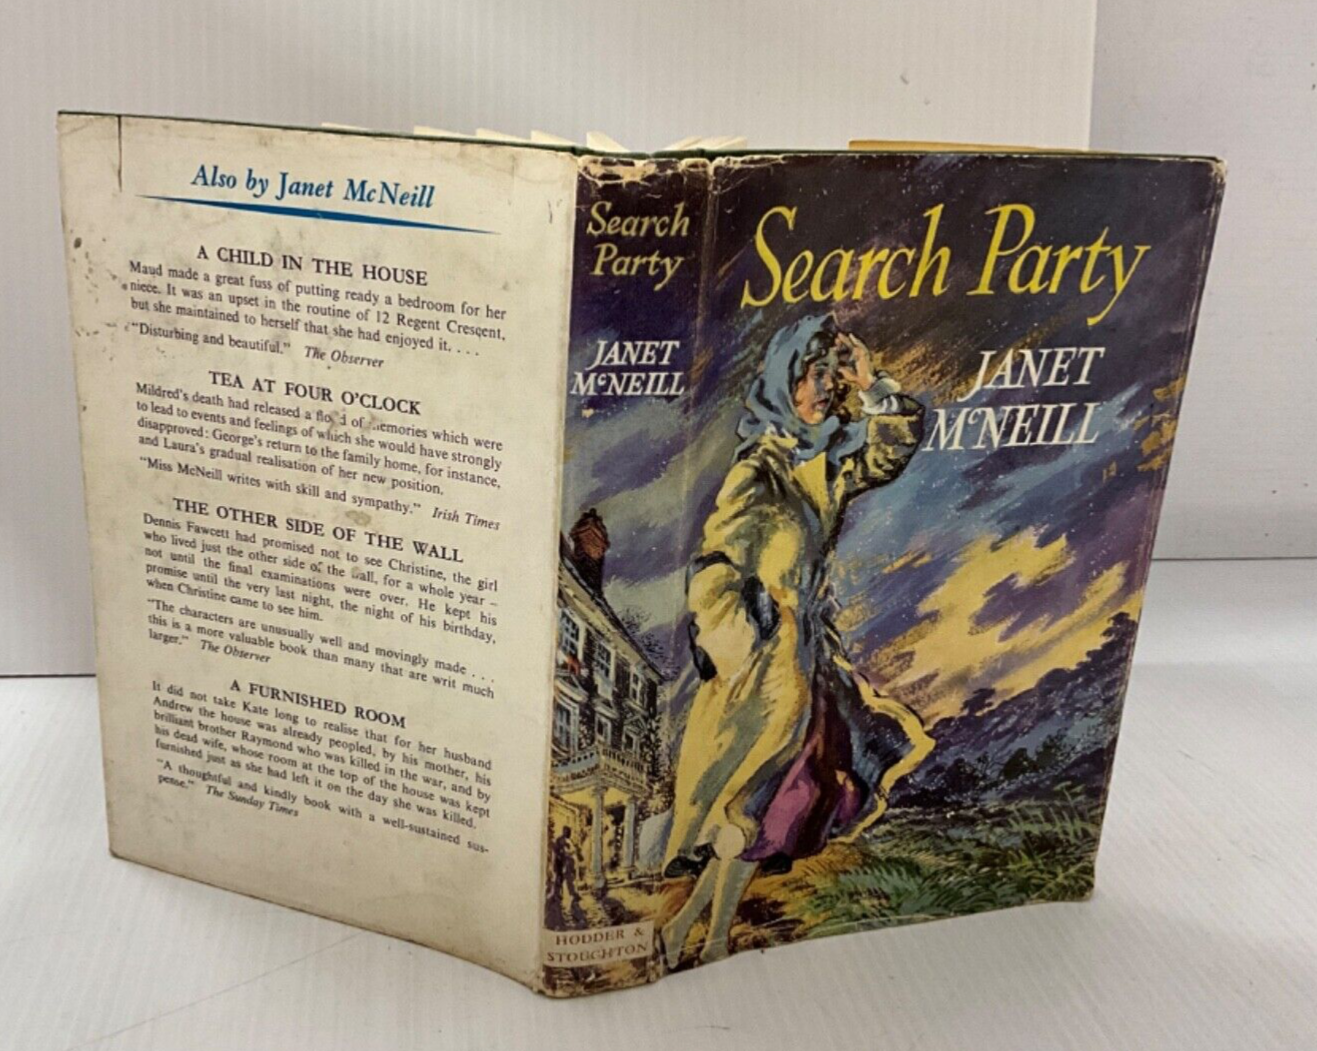 Also by Janet McNeill
A CHILD IN THE HOUSE
Maud made a great fuss of putting ready a bedroom for her
niece. It was an upset in the routine of 12 Regent Crescent,
but she maintained to herself that she had enjoyed it. . . .
"Disturbing and beautiful." The Observer
TEA AT FOUR O'CLOCK
Mildred's death had released a of which were
to lead to events and feelings of which she would have strongly
disapproved: George's return to the family home, for instance,
and Laura's gradual realisation of her new position.
"Miss McNeill writes with skill and sympathy." Irish Times
THE OTHER SIDE OF THE WALL
Dennis Fawcett had promised not to see Christine, the girl
who lived just the other side of the wall, for a whole year –
not until the final examinations were over. He kept his
promise until the very last night, the night of his birthday,
when Christine came to see him.
"The characters are unusually well and movingly made . . .
this is a more valuable book than many that are writ much
larger." The Observer
A FURNISHED ROOM
It did not take Kate long to realise that for her husband
Andrew the house was already peopled, by his mother, his
brilliant brother Raymond who was killed in the war, and by
his dead wife, whose room at the top of the house was kept
furnished just as she had left it on the day she was killed.
"A thoughtful and kindly book with a well-sustained sus-
pense." The Sunday Times
Search
Party
JANET
McNEILL
HODDER &
STOUGHTON
Search Party
JANET
McNEILL